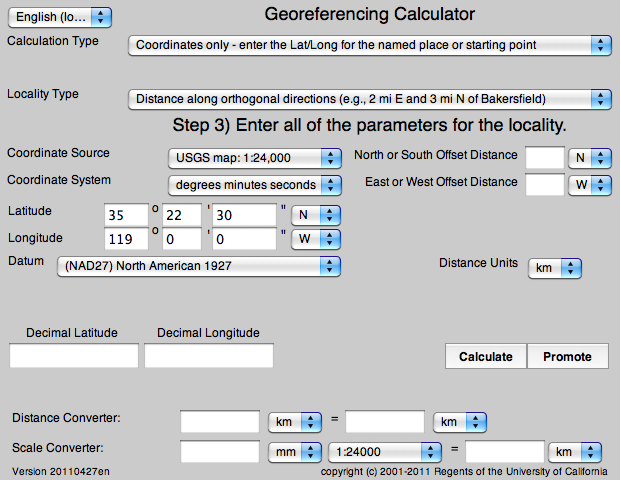 English (lo...
Georeferencing Calculator
Calculation Type
Coordinates only - enter the Lat/Long for the named place or starting point
Locality Type
Distance along orthogonal directions (e.g., 2 mi E and 3 mi N of Bakersfield)
Step 3) Enter all of the parameters for the locality.
Coordinate Source USGS map: 1:24,000 North or South Offset Distance N
Coordinate System degrees minutes seconds East or West Offset Distance W
Latitude 35 o 22 ' 30 " N
Longitude 119 o 0 ' 0 " W
Datum (NAD27) North American 1927 Distance Units km
Decimal Latitude Decimal Longitude
Calculate Promote
Distance Converter: km = km
Scale Converter: mm 1:24000 = km
Version 20110427en copyright (c) 2001-2011 Regents of the University of California